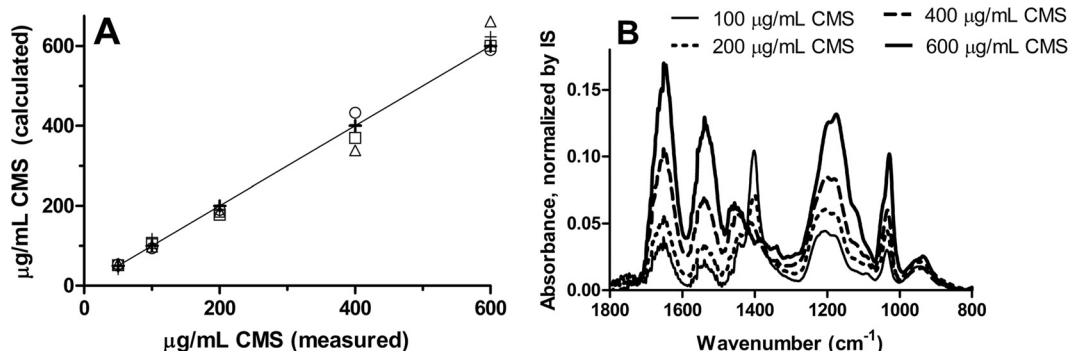 A
μg/mL CMS (calculated)
600
400
200
0
0
200
400
600
μg/mL CMS (measured)
B
100 μg/mL CMS
400 μg/mL CMS
200 μg/mL CMS
600 μg/mL CMS
Absorbance, normalized by IS
0.15
0.10
0.05
0.00
1800
1600
1400
1200
1000
800
Wavenumber (cm⁻¹)